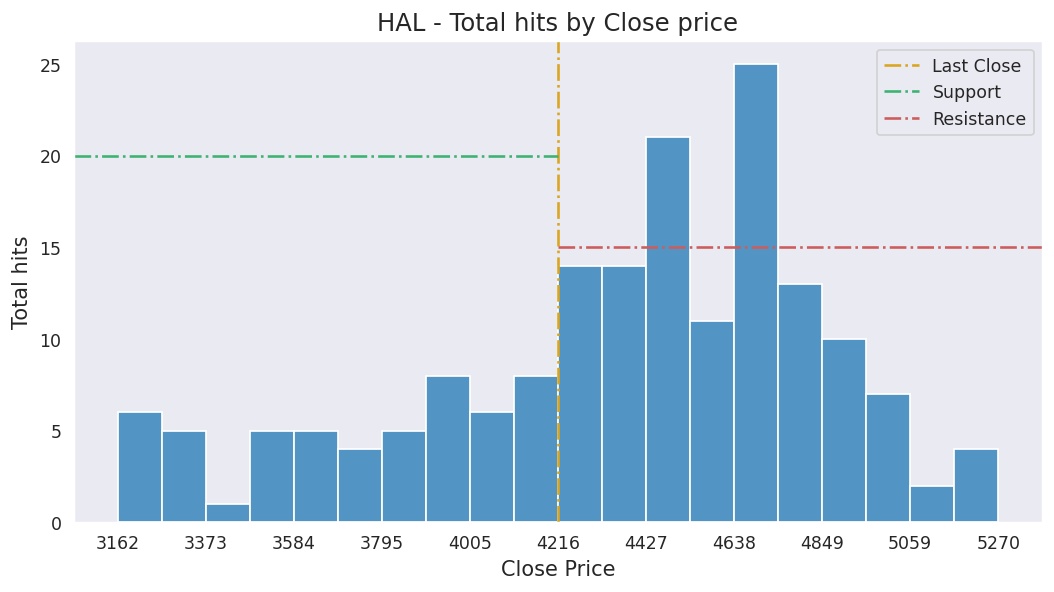 HAL - Total hits by Close price
Last Close
Support
Resistance
Total hits
25
20
15
10
5
0
3162 3373 3584 3795 4005 4216 4427 4638 4849 5059 5270
Close Price